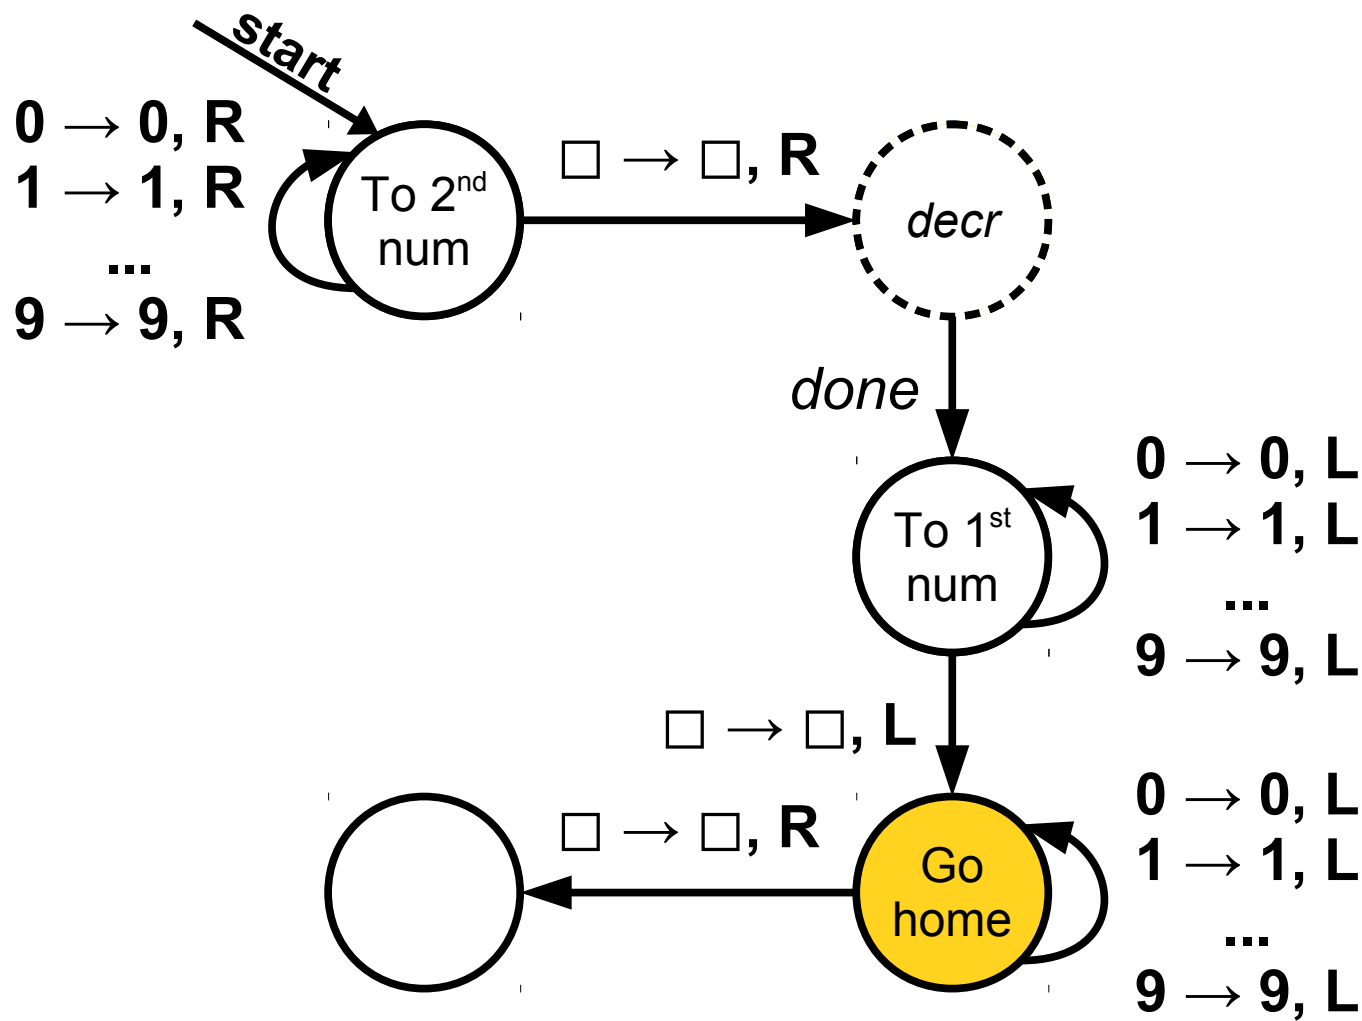 start
0 → 0, R
1 → 1, R
...
9 → 9, R
To 2nd
num
□ → □, R
decr
done
To 1st
num
0 → 0, L
1 → 1, L
...
9 → 9, L
□ → □, L
□ → □, R
Go
home
0 → 0, L
1 → 1, L
...
9 → 9, L